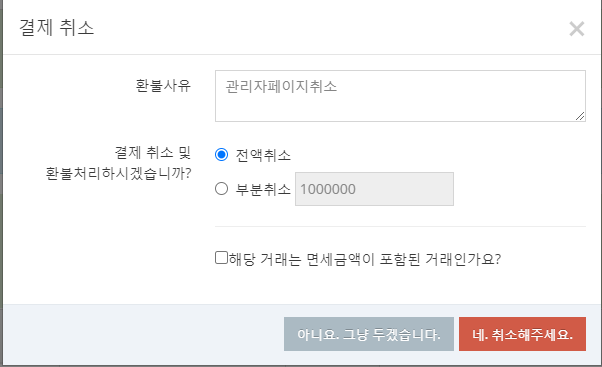 결제 취소
환불사유
관리자페이지취소
결제 취소 및
환불처리하시겠습니까?
전액취소
부분취소 1000000
해당 거래는 면세금액이 포함된 거래인가요?
아니요. 그냥 두겠습니다. 네. 취소해주세요.